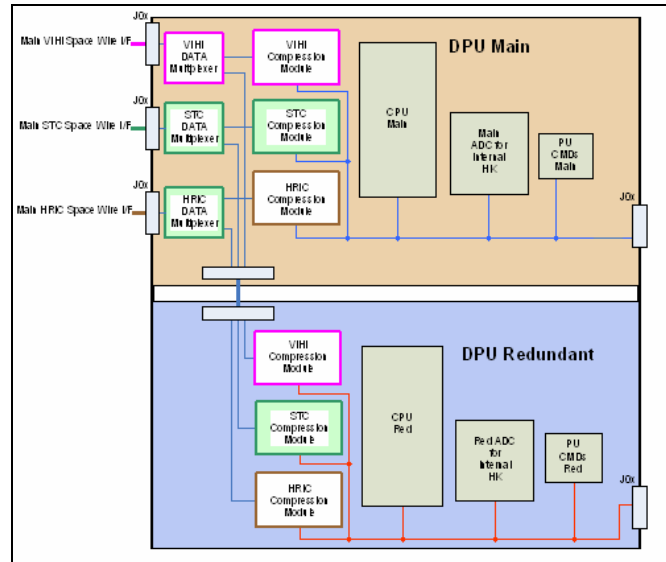 J0x
Main VIHI Space Wire I/F
VIHI
DATA
Multiplexer
VIHI
Compression
Module
DPU Main
J0x
Main STC Space Wire I/F
STC
DATA
Multiplexer
STC
Compression
Module
CPU
Main
Main
ADC for
Internal
HK
PU
CMDs
Main
J0x
Main HRIC Space Wire I/F
HRIC
DATA
Multiplexer
HRIC
Compression
Module
J0x
VIHI
Compression
Module
DPU Redundant
STC
Compression
Module
CPU
Red
Red ADC
for
Internal
HK
PU
CMDs
Red
HRIC
Compression
Module
J0x